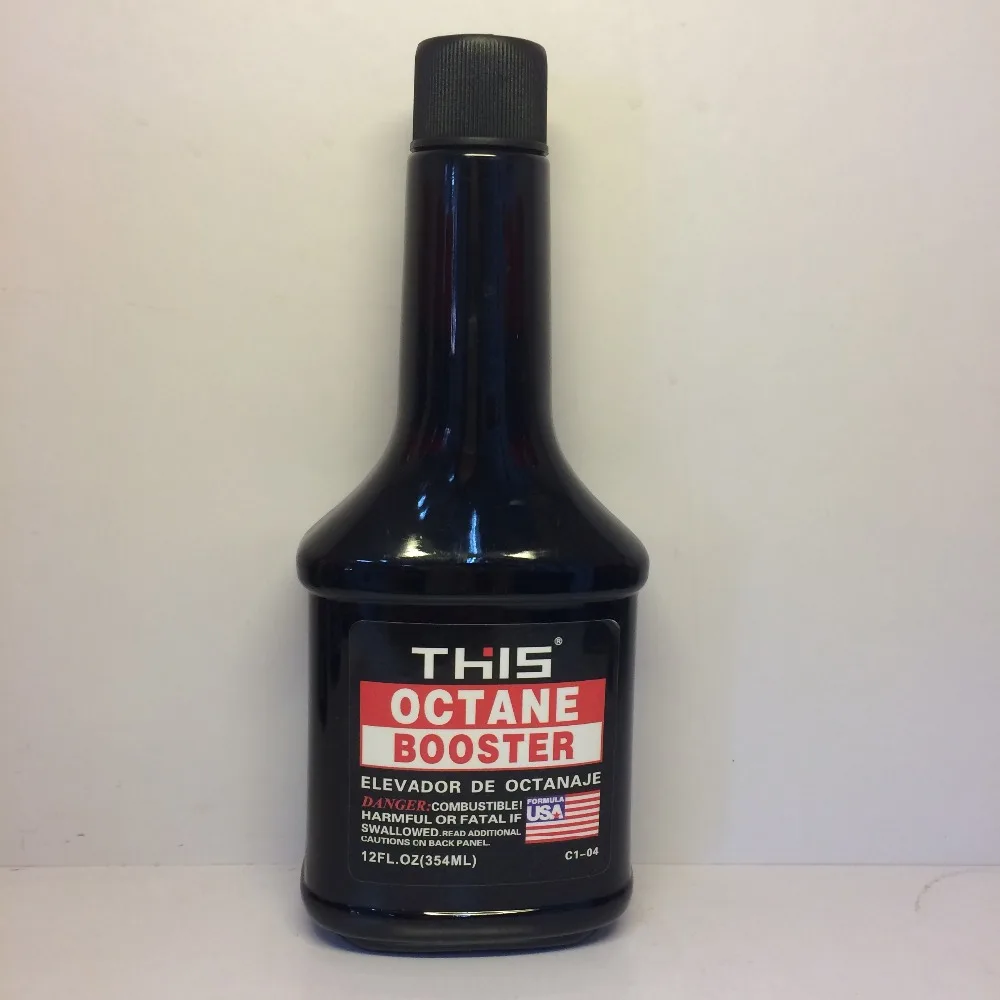 THIS®
OCTANE
BOOSTER
ELEVADOR DE OCTANAJE
DANGER:COMBUSTIBLE!
HARMFUL OR FATAL IF
SWALLOWED.READ ADDITIONAL
CAUTIONS ON BACK PANEL.
FORMULA
USA
12FL.OZ(354ML)
C1-04